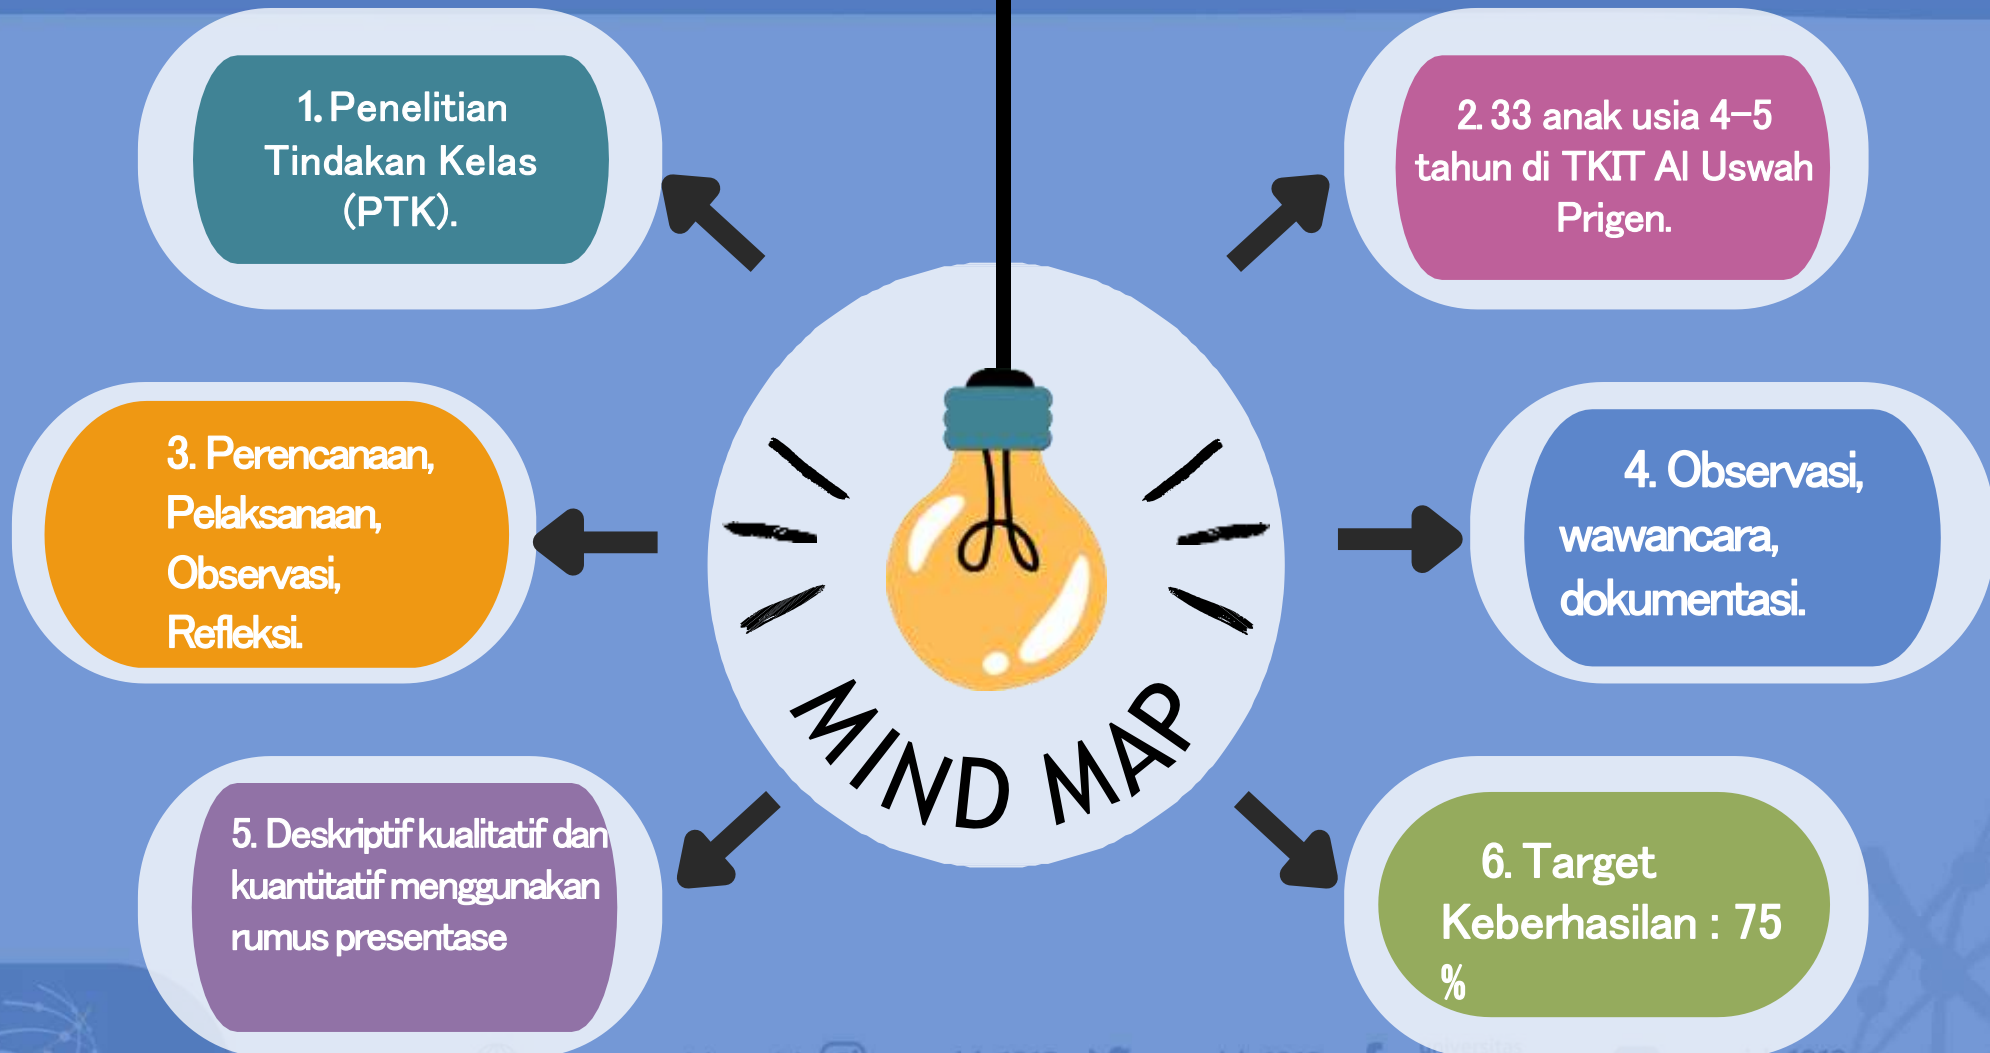 1. Penelitian
Tindakan Kelas
(PTK).
2. 33 anak usia 4-5
tahun di TKIT Al Uswah
Prigen.
3. Perencanaan,
Pelaksanaan,
Observasi,
Refleksi.
4. Observasi,
wawancara,
dokumentasi.
MIND MAP
5. Deskriptif kualitatif dan
kuantitatif menggunakan
rumus presentase
6. Target
Keberhasilan : 75
%